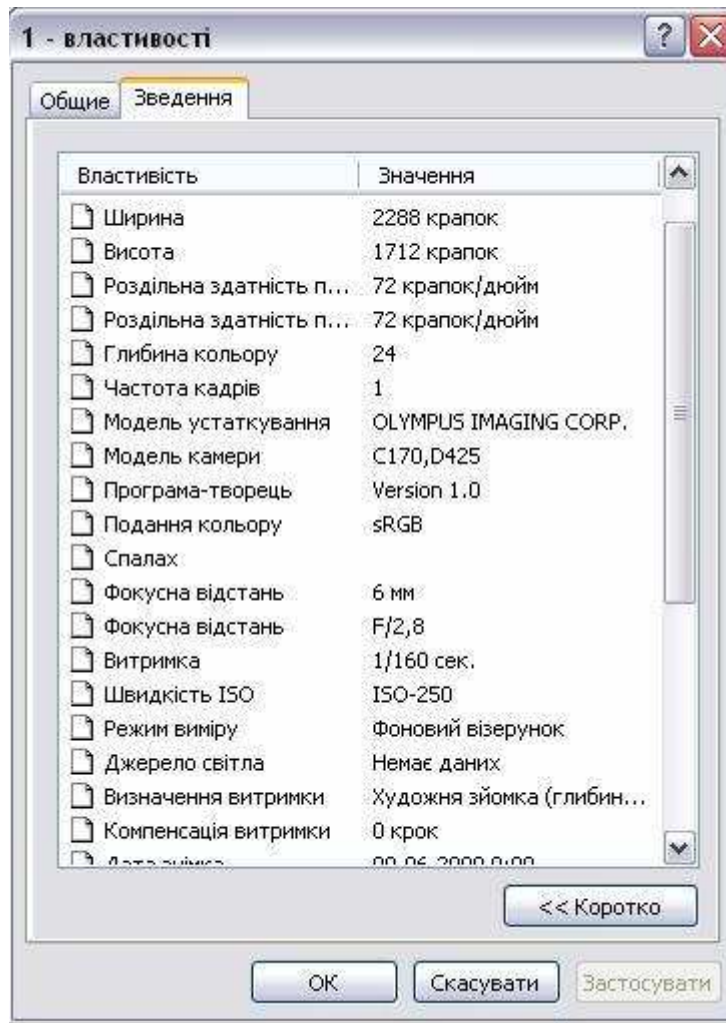 1 - властивості
Общие Зведення
Властивість Значення
Ширина 2288 крапок
Висота 1712 крапок
Роздільна здатність п... 72 крапок/дюйм
Роздільна здатність п... 72 крапок/дюйм
Глибина кольору 24
Частота кадрів 1
Модель устаткування OLYMPUS IMAGING CORP.
Модель камери C170,D425
Програма-творець Version 1.0
Подання кольору sRGB
Спалах
Фокусна відстань 6 мм
Фокусна відстань F/2,8
Витримка 1/160 сек.
Швидкість ISO ISO-250
Режим виміру Фоновий візерунок
Джерело світла Немає даних
Визначення витримки Художня зйомка (глибин...
Компенсація витримки 0 крок
<< Коротко
ОК Скасувати Застосувати